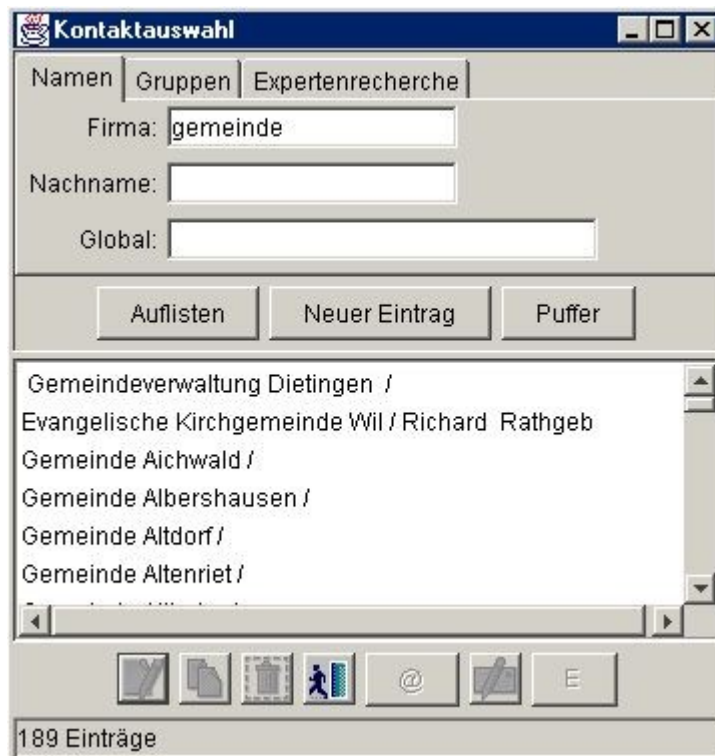 Kontaktauswahl
Namen Gruppen Expertenrecherche
Firma: gemeinde
Nachname:
Global:
Auflisten Neuer Eintrag Puffer
Gemeindeverwaltung Dietingen /
Evangelische Kirchgemeinde Wil / Richard Rathgeb
Gemeinde Aichwald /
Gemeinde Albershausen /
Gemeinde Altdorf /
Gemeinde Altenriet /
@ E
189 Einträge